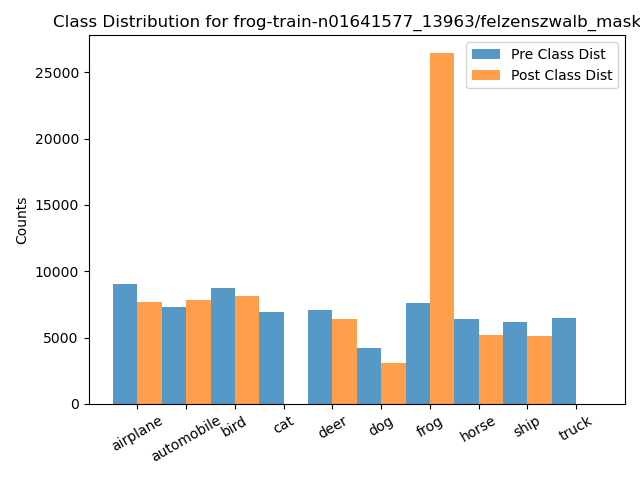 Class Distribution for frog-train-n01641577_13963/felzenszwalb_mask
Pre Class Dist
Post Class Dist
Counts
25000
20000
15000
10000
5000
0
airplane
automobile
bird
cat
deer
dog
frog
horse
ship
truck